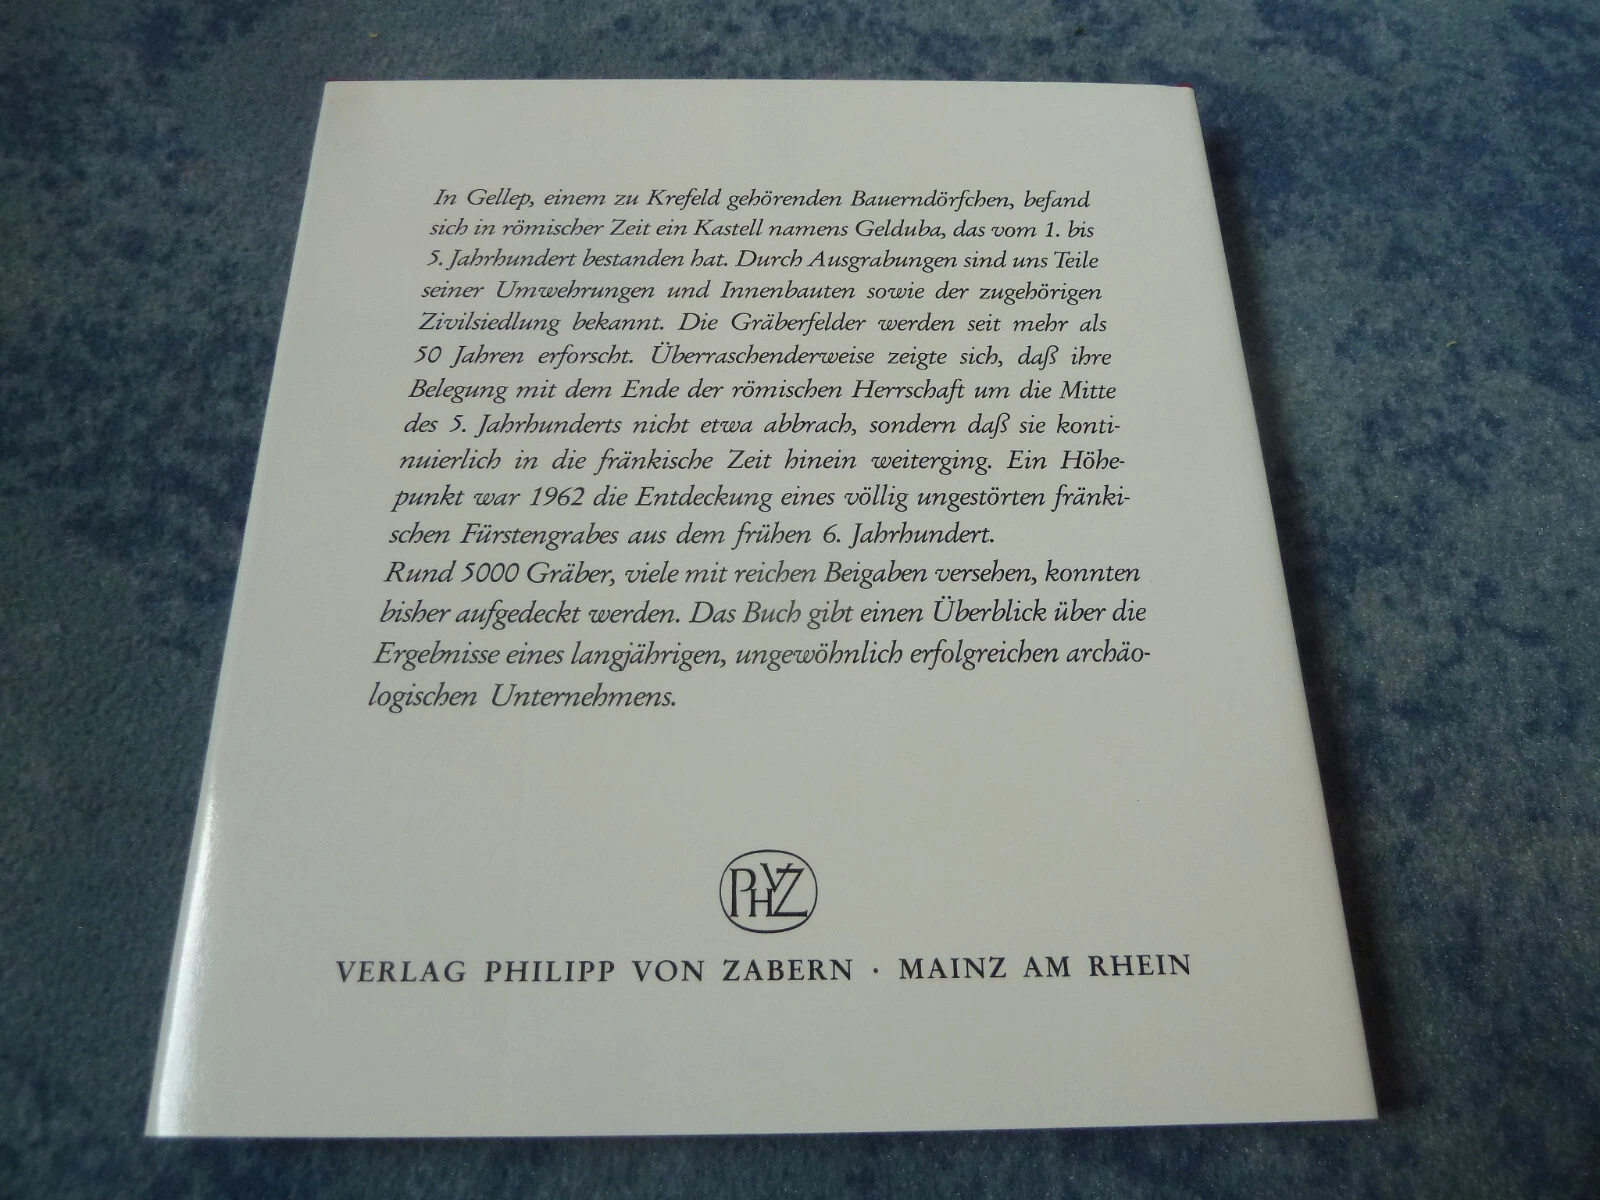 In Gellep, einem zu Krefeld gehörenden Bauerndörfchen, befand
sich in römischer Zeit ein Kastell namens Gelduba, das vom 1. bis
5. Jahrhundert bestanden hat. Durch Ausgrabungen sind uns Teile
seiner Umwehrungen und Innenbauten sowie der zugehörigen
Zivilsiedlung bekannt. Die Gräberfelder werden seit mehr als
50 Jahren erforscht. Überraschenderweise zeigte sich, daß ihre
Belegung mit dem Ende der römischen Herrschaft um die Mitte
des 5. Jahrhunderts nicht etwa abbrach, sondern daß sie konti-
nuierlich in die fränkische Zeit hinein weiterging. Ein Höhe-
punkt war 1962 die Entdeckung eines völlig ungestörten fränki-
schen Fürstengrabes aus dem frühen 6. Jahrhundert.
Rund 5000 Gräber, viele mit reichen Beigaben versehen, konnten
bisher aufgedeckt werden. Das Buch gibt einen Überblick über die
Ergebnisse eines langjährigen, ungewöhnlich erfolgreichen archäo-
logischen Unternehmens.
PHVZ
VERLAG PHILIPP VON ZABERN · MAINZ AM RHEIN